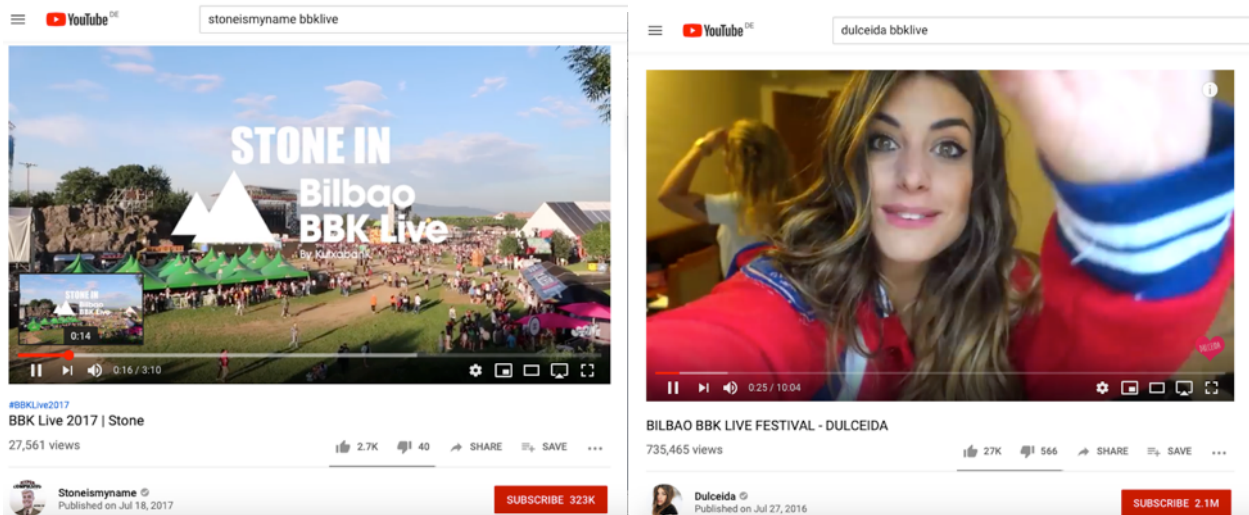 YouTube DE
stoneismyname bbklive
STONE IN
Bilbao
BBK Live
By Kutxabank
STONE IN
Bilbao
BBK Live
0:14
0:16 / 3:10
#BBKLive2017
BBK Live 2017 | Stone
27,561 views
2.7K
40
SHARE
SAVE
Stoneismyname
Published on Jul 18, 2017
SUBSCRIBE 323K
YouTube DE
dulceida bbklive
DULCEIDA
0:25 / 10:04
BILBAO BBK LIVE FESTIVAL - DULCEIDA
735,465 views
27K
566
SHARE
SAVE
Dulceida
Published on Jul 27, 2016
SUBSCRIBE 2.1M